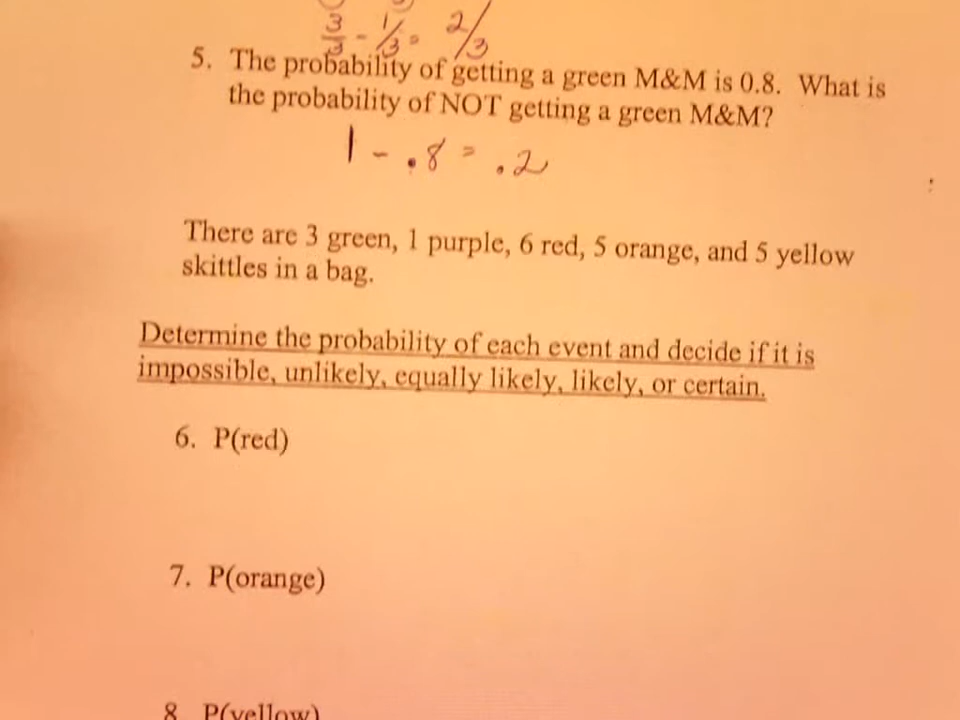 3/3 - 1/3 = 2/3
5. The probability of getting a green M&M is 0.8. What is
the probability of NOT getting a green M&M?
1 - .8 = .2
There are 3 green, 1 purple, 6 red, 5 orange, and 5 yellow
skittles in a bag.
Determine the probability of each event and decide if it is
impossible, unlikely, equally likely, likely, or certain.
6. P(red)
7. P(orange)
8. P(yellow)